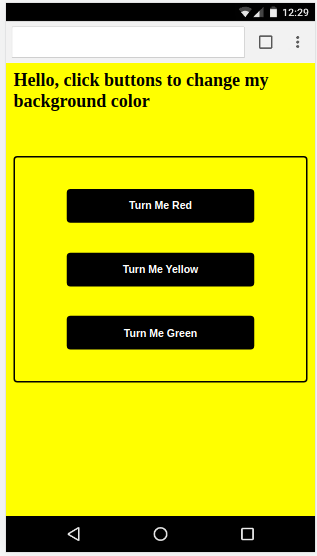 12:29
Hello, click buttons to change my
background color
Turn Me Red
Turn Me Yellow
Turn Me Green